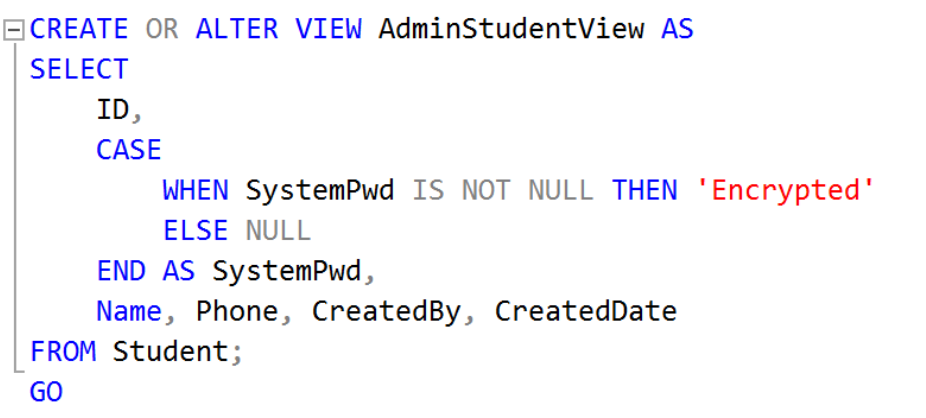 CREATE OR ALTER VIEW AdminStudentView AS
SELECT
ID,
CASE
WHEN SystemPwd IS NOT NULL THEN 'Encrypted'
ELSE NULL
END AS SystemPwd,
Name, Phone, CreatedBy, CreatedDate
FROM Student;
GO